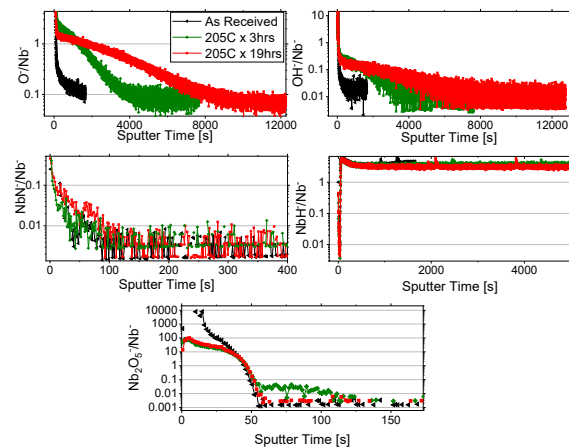 As Received
205C x 3hrs
205C x 19hrs
O⁻/Nb⁻
1
0.1
0 4000 8000 12000
Sputter Time [s]
OH⁻/Nb⁻
1
0.1
0.01
0 4000 8000 12000
Sputter Time [s]
NbN⁻/Nb⁻
0.1
0.01
0 100 200 300 400
Sputter Time [s]
NbH⁻/Nb⁻
1
0.1
0.01
0 2000 4000
Sputter Time [s]
Nb₂O₅⁻/Nb⁻
10000
1000
100
10
1
0.1
0.01
0.001
0 50 100 150
Sputter Time [s]